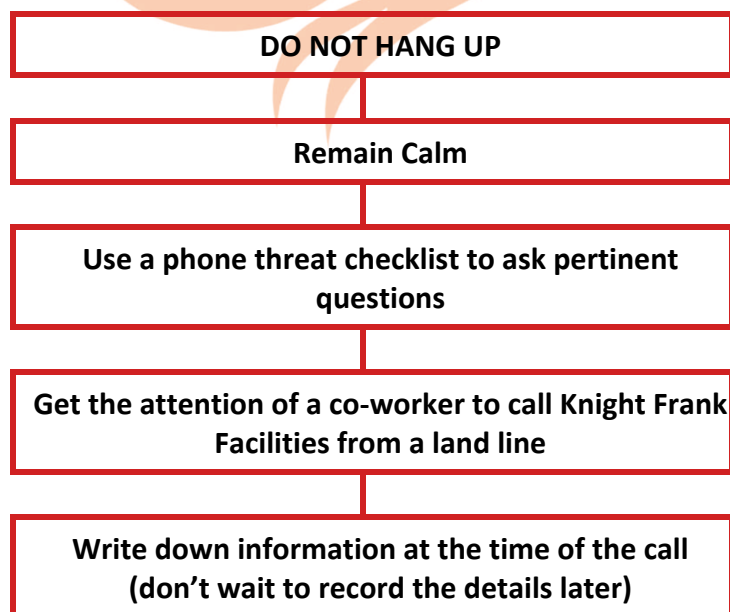 DO NOT HANG UP
Remain Calm
Use a phone threat checklist to ask pertinent
questions
Get the attention of a co-worker to call Knight Frank
Facilities from a land line
Write down information at the time of the call
(don’t wait to record the details later)